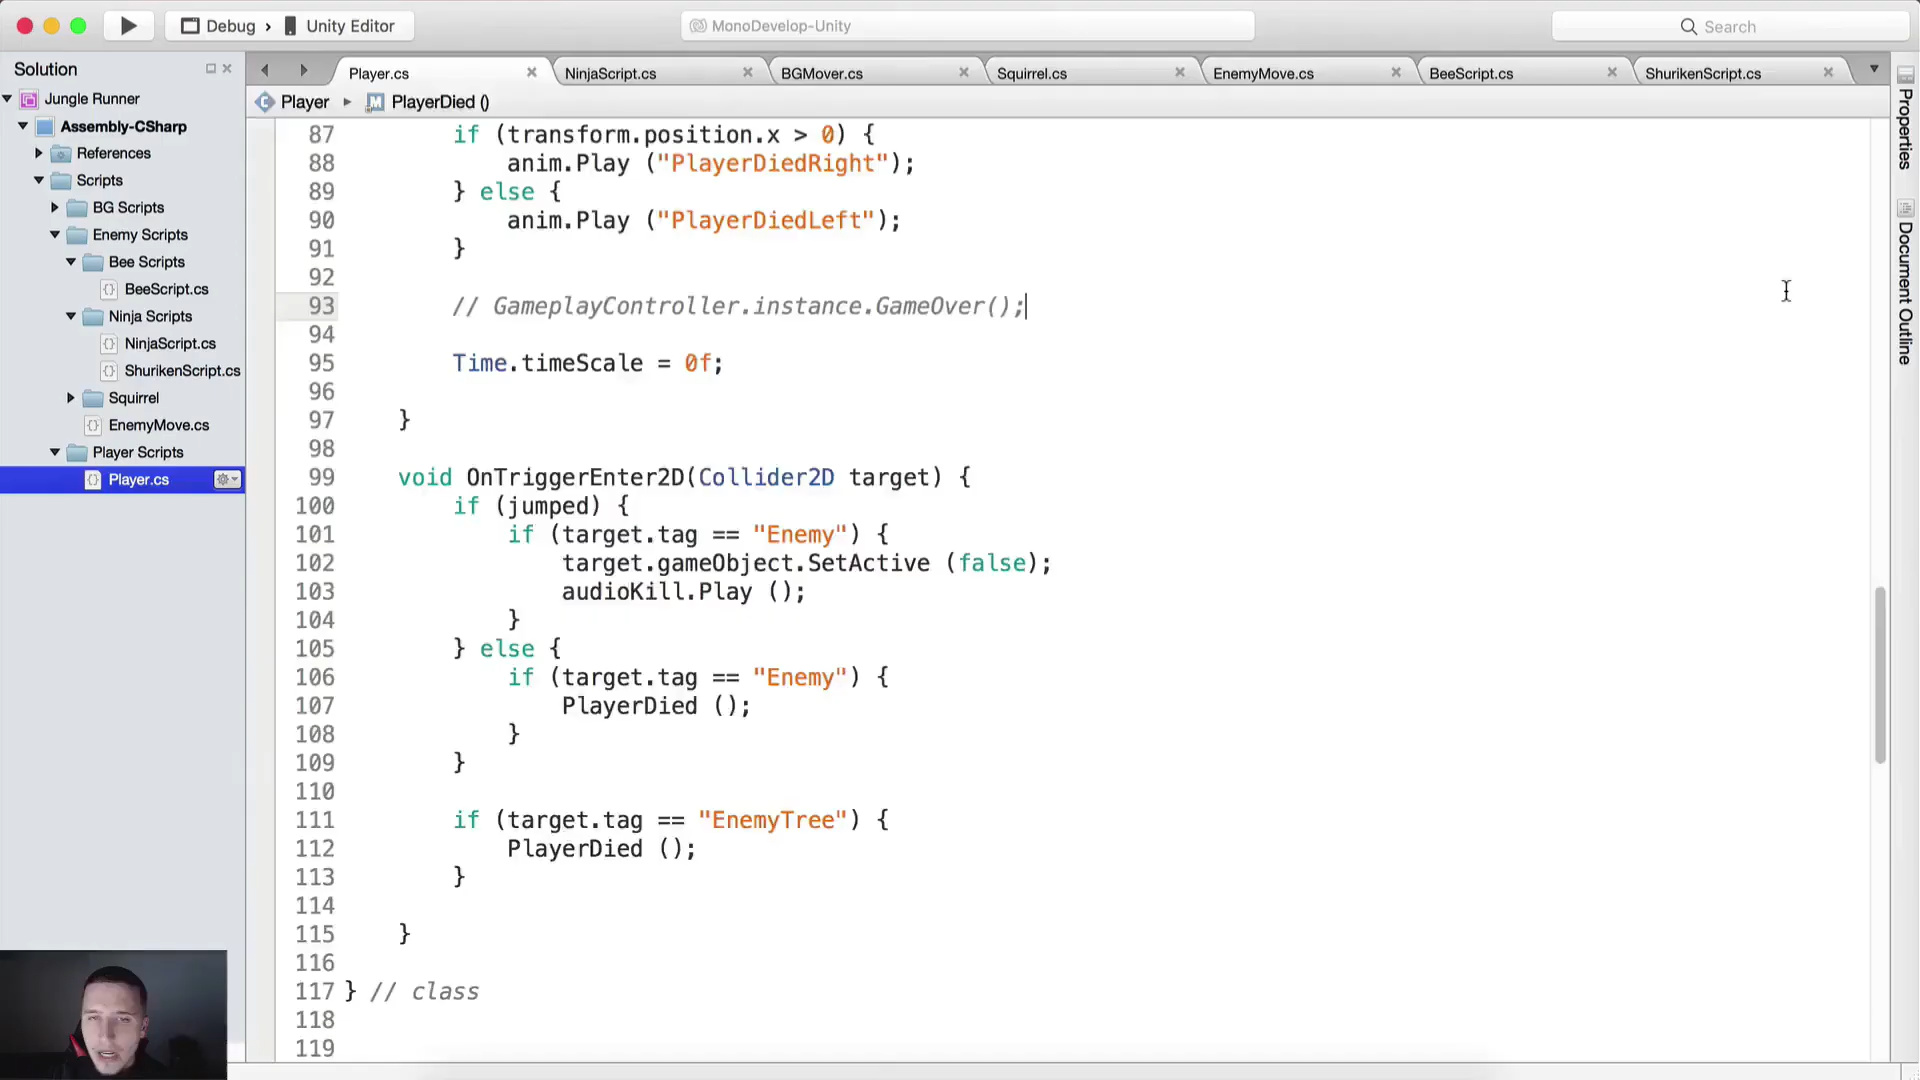 Debug > Unity Editor
MonoDevelop-Unity
Search
Solution
Jungle Runner
Assembly-CSharp
References
Scripts
BG Scripts
Enemy Scripts
Bee Scripts
BeeScript.cs
Ninja Scripts
NinjaScript.cs
ShurikenScript.cs
Squirrel
EnemyMove.cs
Player Scripts
Player.cs
Player.cs
NinjaScript.cs
BGMover.cs
Squirrel.cs
EnemyMove.cs
BeeScript.cs
ShurikenScript.cs
Player
PlayerDied ()
87 if (transform.position.x > 0) {
88 anim.Play ("PlayerDiedRight");
89 } else {
90 anim.Play ("PlayerDiedLeft");
91 }
92
93 // GameplayController.instance.GameOver();
94
95 Time.timeScale = 0f;
96
97 }
98
99 void OnTriggerEnter2D(Collider2D target) {
100 if (jumped) {
101 if (target.tag == "Enemy") {
102 target.gameObject.SetActive (false);
103 audioKill.Play ();
104 }
105 } else {
106 if (target.tag == "Enemy") {
107 PlayerDied ();
108 }
109 }
110
111 if (target.tag == "EnemyTree") {
112 PlayerDied ();
113 }
114
115 }
116
117 } // class
118
119
Properties
Document Outline